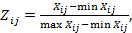 Z_{ij} = \frac{X_{ij} - \min X_{ij}}{\max X_{ij} - \min X_{ij}},